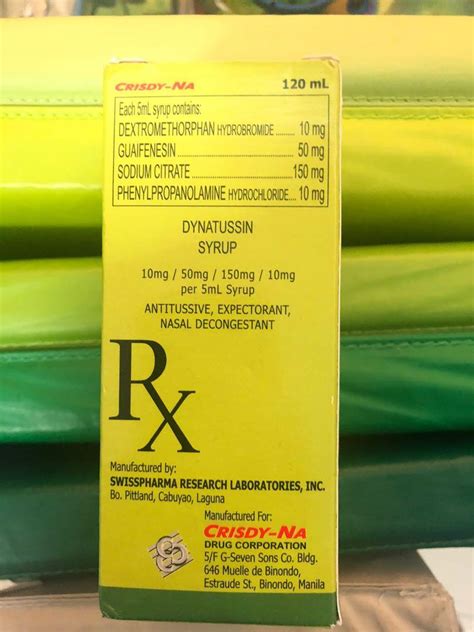 CRISDY-NA 120 mL
Each 5mL syrup contains:
DEXTROMETHORPHAN HYDROBROMIDE ........ 10 mg
GUAIFENESIN ........................ 50 mg
SODIUM CITRATE ........................ 150 mg
PHENYLPROPANOLAMINE HYDROCHLORIDE.... 10 mg
DYNATUSSIN
SYRUP
10mg / 50mg / 150mg / 10mg
per 5mL Syrup
ANTITUSSIVE, EXPECTORANT,
NASAL DECONGESTANT
Rx
Manufactured by:
SWISSPHARMA RESEARCH LABORATORIES, INC.
Bo. Pittland, Cabuyao, Laguna
Manufactured For:
CRISDY-NA
DRUG CORPORATION
5/F G-Seven Sons Co. Bldg.
646 Muelle de Binondo,
Estraude St., Binondo, Manila